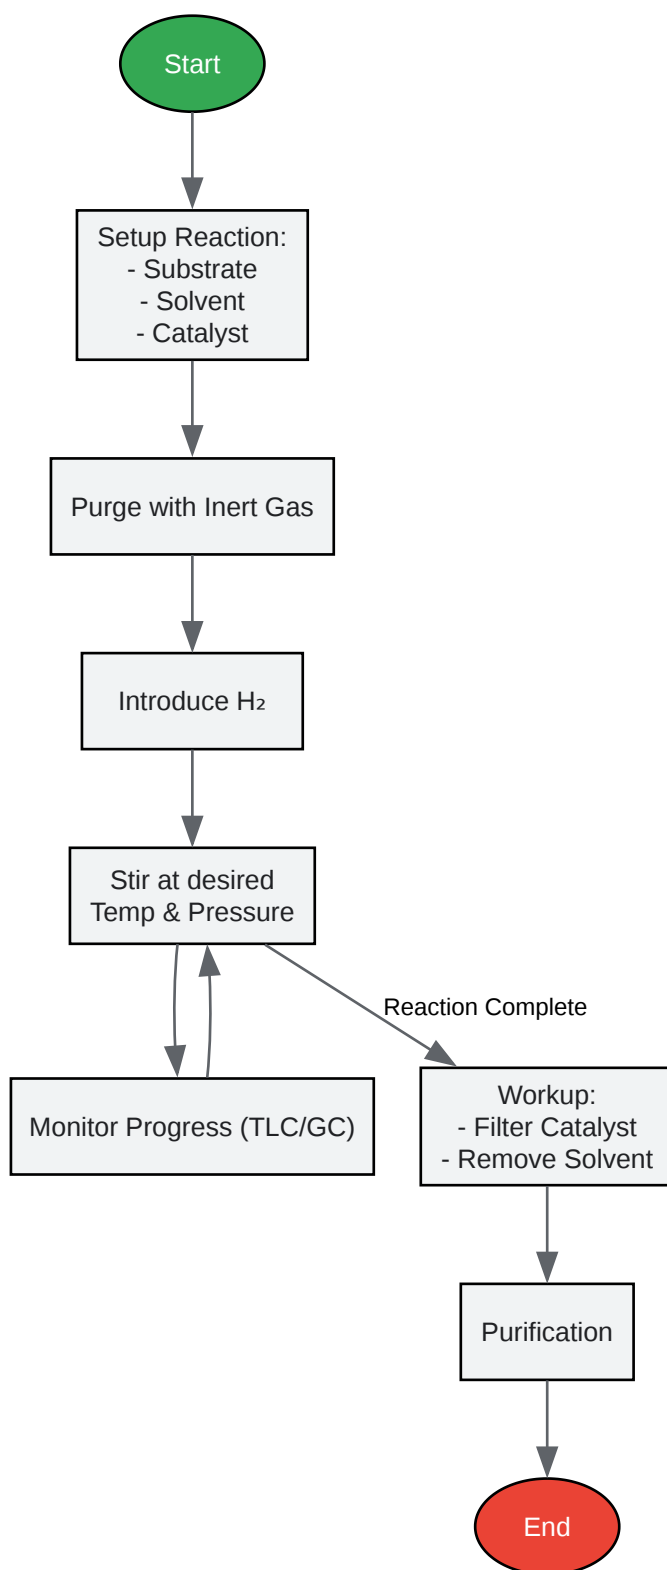 Start
Setup Reaction:
- Substrate
- Solvent
- Catalyst
Purge with Inert Gas
Introduce H₂
Stir at desired
Temp & Pressure
Reaction Complete
Monitor Progress (TLC/GC)
Workup:
- Filter Catalyst
- Remove Solvent
Purification
End